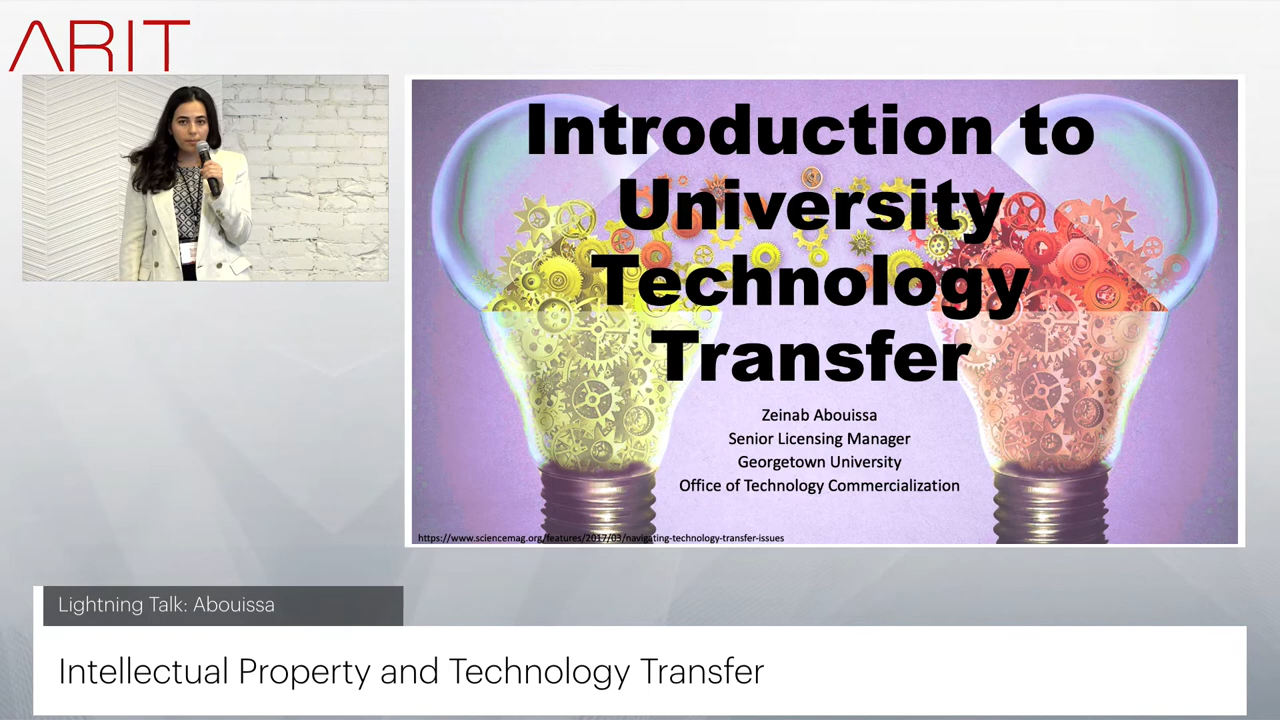 ARIT
Introduction to
University
Technology
Transfer
Zeinab Abouissa
Senior Licensing Manager
Georgetown University
Office of Technology Commercialization
https://www.sciencemag.org/features/2017/03/navigating-technology-transfer-issues
Lightning Talk: Abouissa
Intellectual Property and Technology Transfer